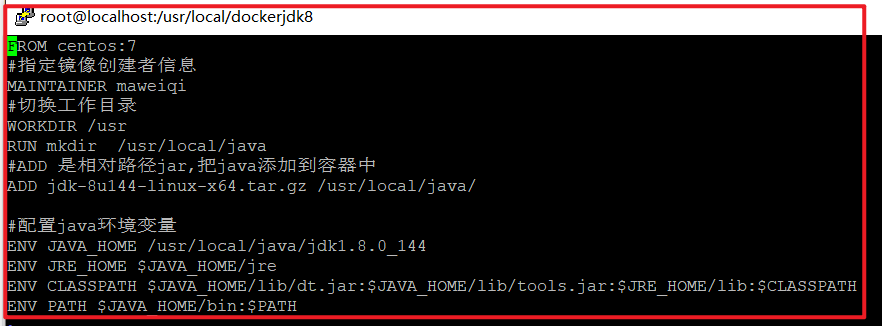 root@localhost:/usr/local/dockerjdk8
FROM centos:7
#指定镜像创建者信息
MAINTAINER maweiqi
#切换工作目录
WORKDIR /usr
RUN mkdir  /usr/local/java
#ADD 是相对路径jar,把java添加到容器中
ADD jdk-8u144-linux-x64.tar.gz /usr/local/java/
#配置java环境变量
ENV JAVA_HOME /usr/local/java/jdk1.8.0_144
ENV JRE_HOME $JAVA_HOME/jre
ENV CLASSPATH $JAVA_HOME/lib/dt.jar:$JAVA_HOME/lib/tools.jar:$JRE_HOME/lib:$CLASSPATH
ENV PATH $JAVA_HOME/bin:$PATH